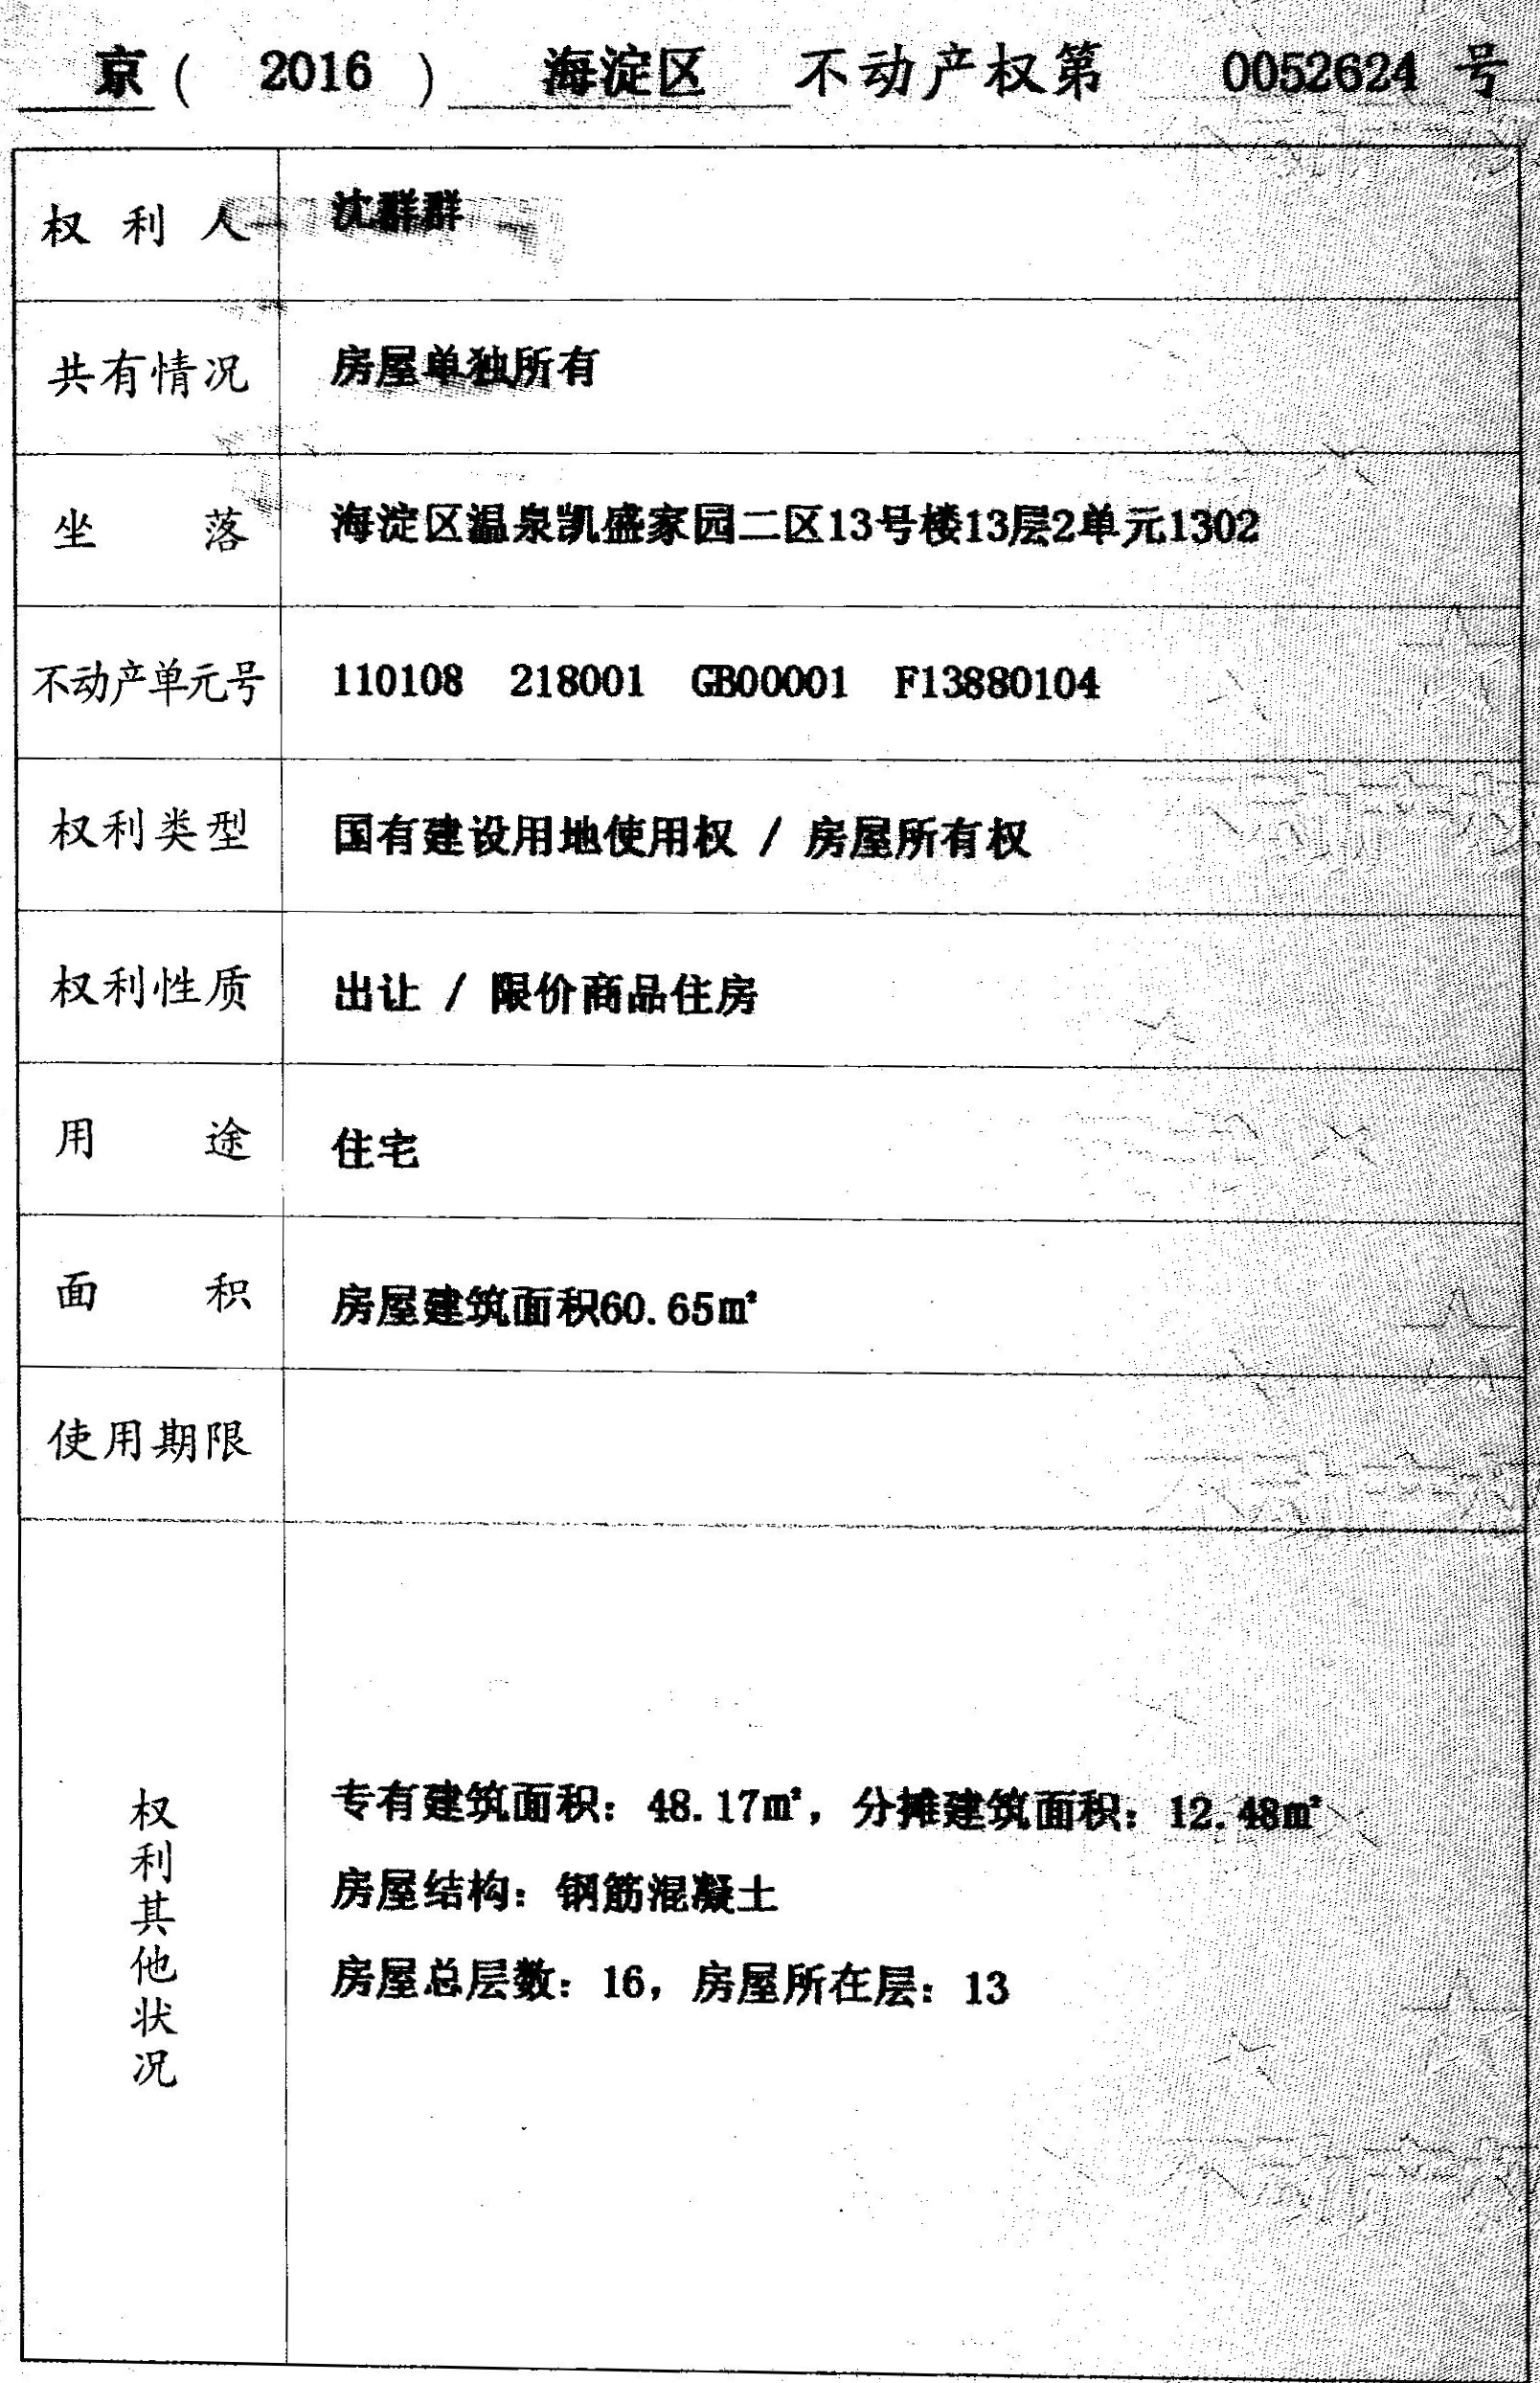 京( 2016 ) 海淀区 不动产权第 0052624 号
权利人 沈群群
共有情况 房屋单独所有
坐落 海淀区温泉凯盛家园二区13号楼13层2单元1302
不动产单元号 110108 218001 GB00001 F13880104
权利类型 国有建设用地使用权 / 房屋所有权
权利性质 出让 / 限价商品住房
用途 住宅
面积 房屋建筑面积60.65㎡
使用期限
权利其他状况
专有建筑面积：48.17㎡，分摊建筑面积：12.48㎡
房屋结构：钢筋混凝土
房屋总层数：16，房屋所在层：13